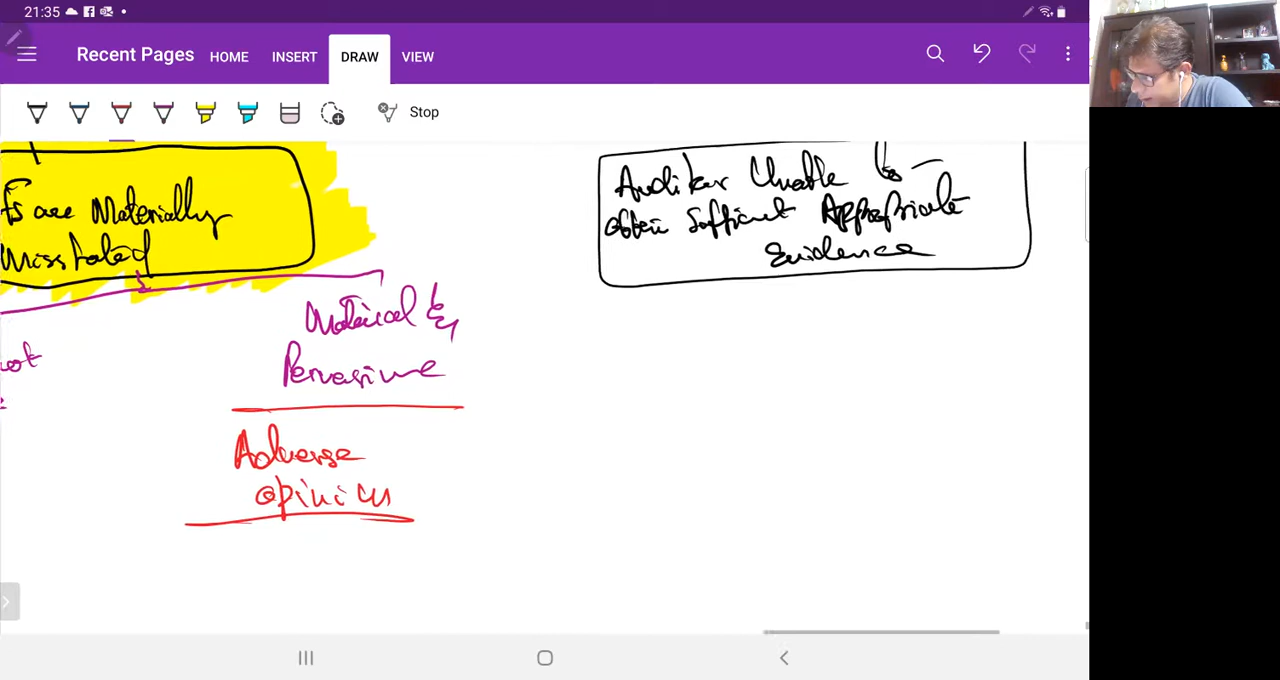 21:35
Recent Pages HOME INSERT DRAW VIEW
Stop
Fs are Materially
Misstated
Material &
Pervasive
Adverse
opinion
Auditor Unable to
obtain Sufficient Appropriate
Evidence
not